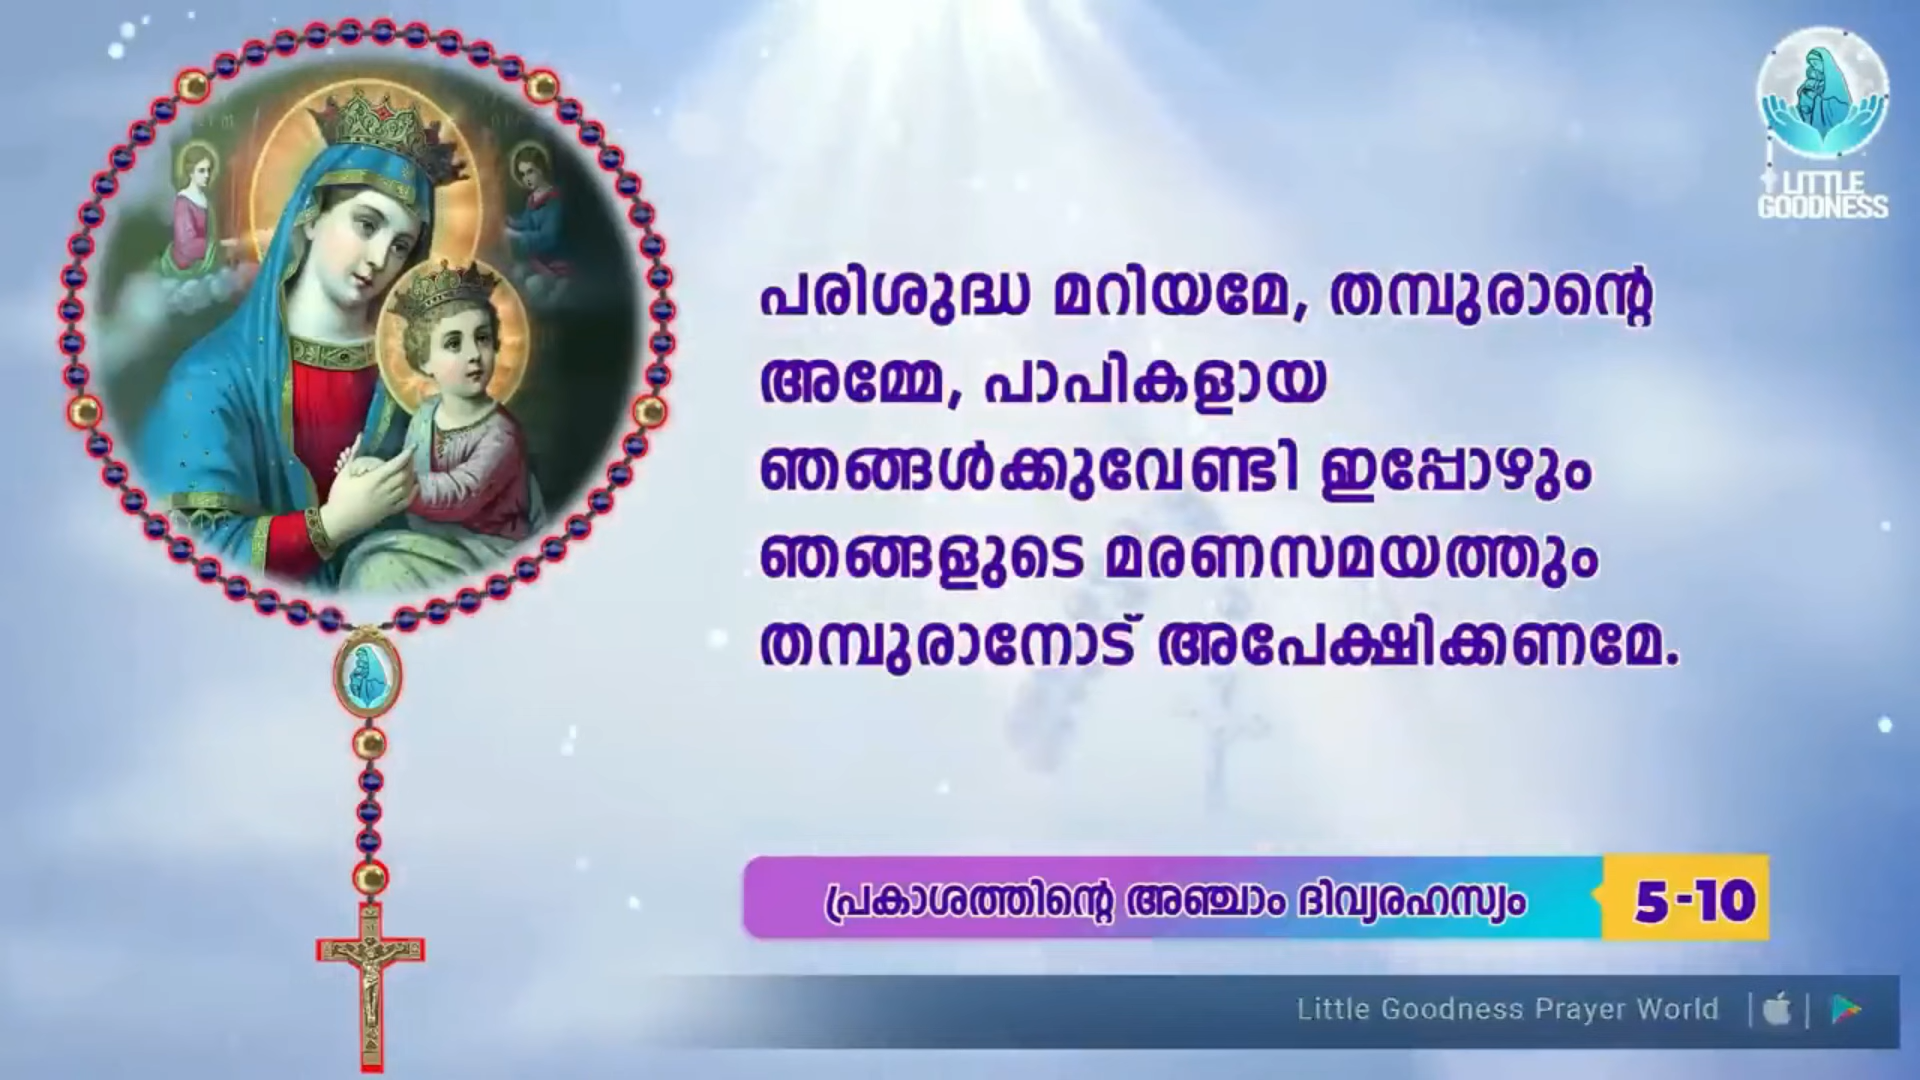 LITTLE
GOODNESS
പരിശുദ്ധ മറിയമേ, തമ്പുരാന്റെ
അമ്മേ, പാപികളായ
ഞങ്ങൾക്കുവേണ്ടി ഇപ്പോഴും
ഞങ്ങളുടെ മരണസമയത്തും
തമ്പുരാനോട് അപേക്ഷിക്കണമേ.
പ്രകാശത്തിന്റെ അഞ്ചാം ദിവ്യരഹസ്യം 5-10
Little Goodness Prayer World